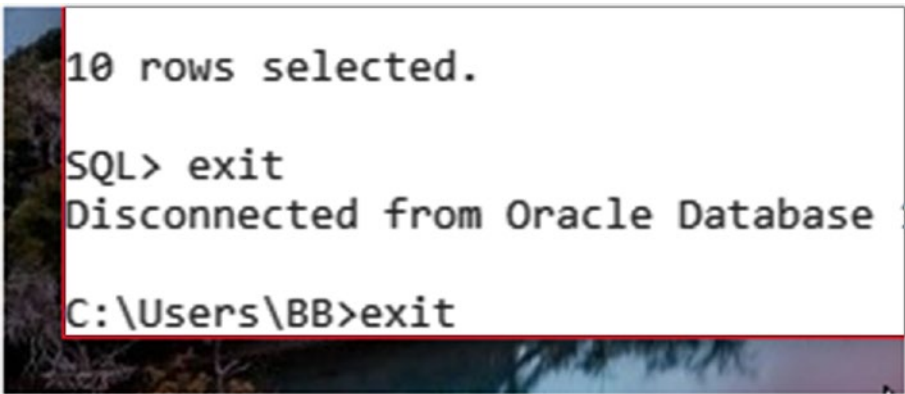 10 rows selected.
SQL> exit
Disconnected from Oracle Database
C:\Users\BB>exit